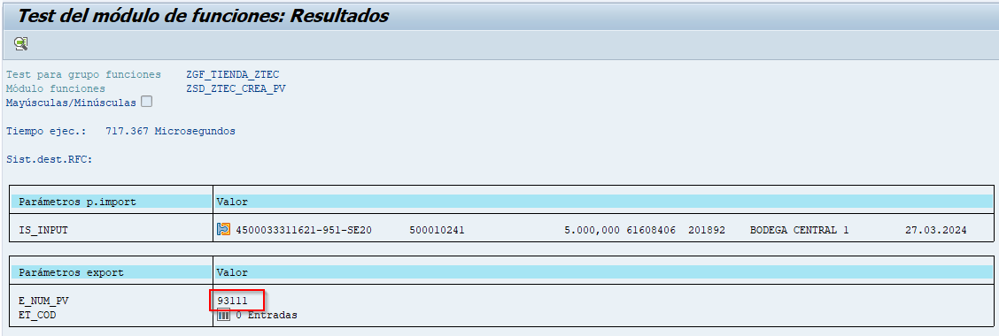 Test del módulo de funciones: Resultados
Test para grupo funciones ZGF_TIENDA_ZTEC
Módulo funciones ZSD_ZTEC_CREA_PV
Mayúsculas/Minúsculas
Tiempo ejec.: 717.367 Microsegundos
Sist.dest.RFC:
Parámetros p.import Valor
IS_INPUT 4500033311621-951-SE20 500010241 5.000,000 61608406 201892 BODEGA CENTRAL 1 27.03.2024
Parámetros export Valor
E_NUM_PV 93111
ET_COD 0 Entradas